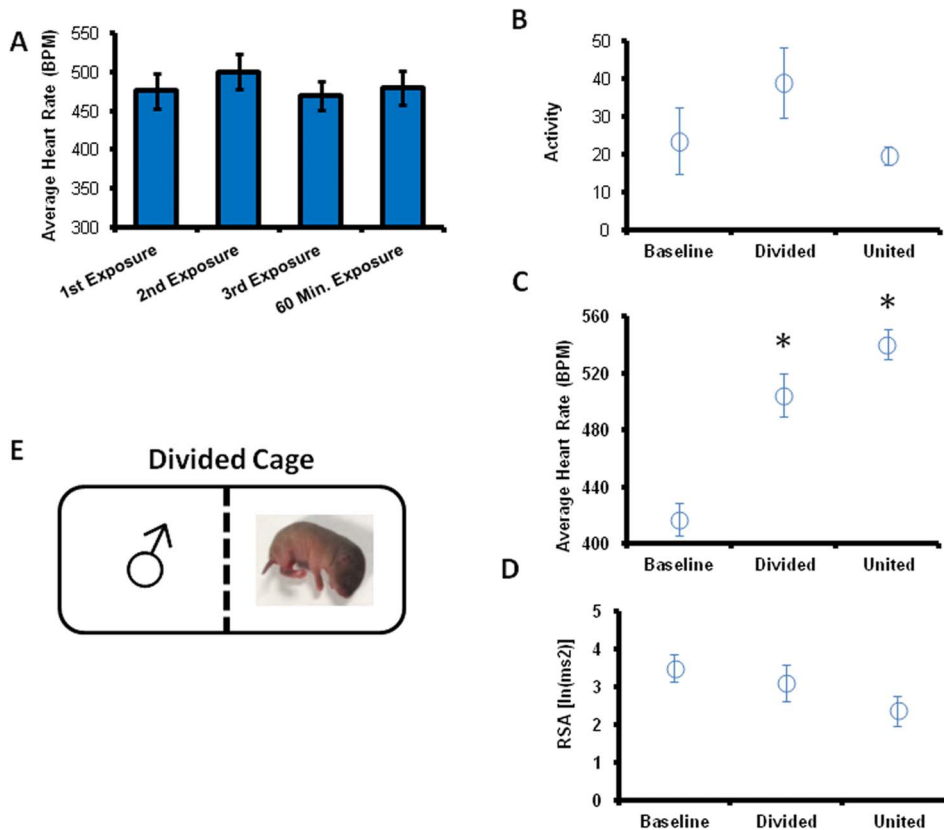 A
Average Heart Rate (BPM)
550
500
450
400
350
300
1st Exposure
2nd Exposure
3rd Exposure
60 Min. Exposure
B
Activity
50
40
30
20
10
0
Baseline Divided United
C
Average Heart Rate (BPM)
560
520
480
440
400
* *
Baseline Divided United
D
RSA [ln(ms2)]
5
4
3
2
1
0
Baseline Divided United
E
Divided Cage